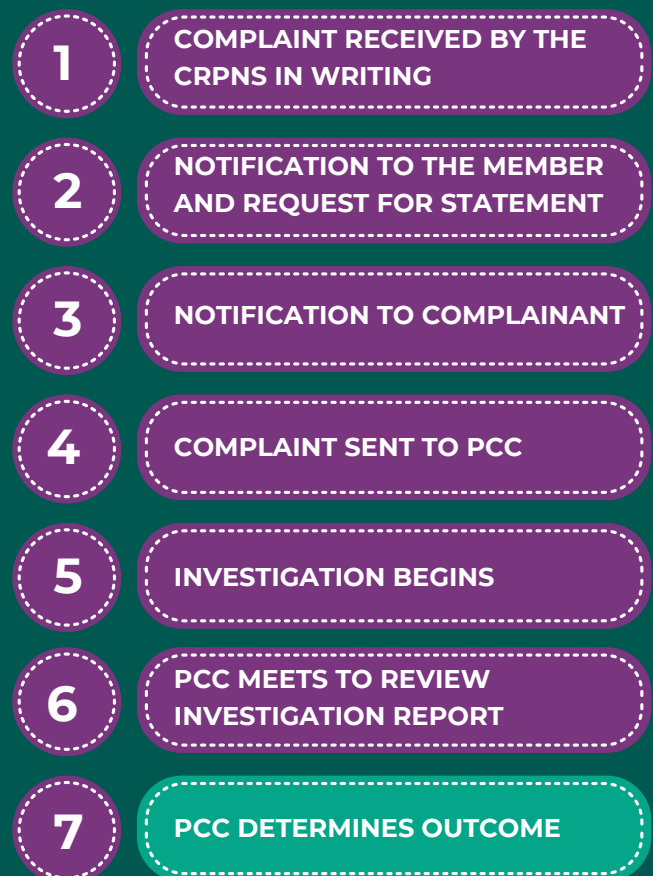 1
COMPLAINT RECEIVED BY THE
CRPNS IN WRITING
2
NOTIFICATION TO THE MEMBER
AND REQUEST FOR STATEMENT
3
NOTIFICATION TO COMPLAINANT
4
COMPLAINT SENT TO PCC
5
INVESTIGATION BEGINS
6
PCC MEETS TO REVIEW
INVESTIGATION REPORT
7
PCC DETERMINES OUTCOME